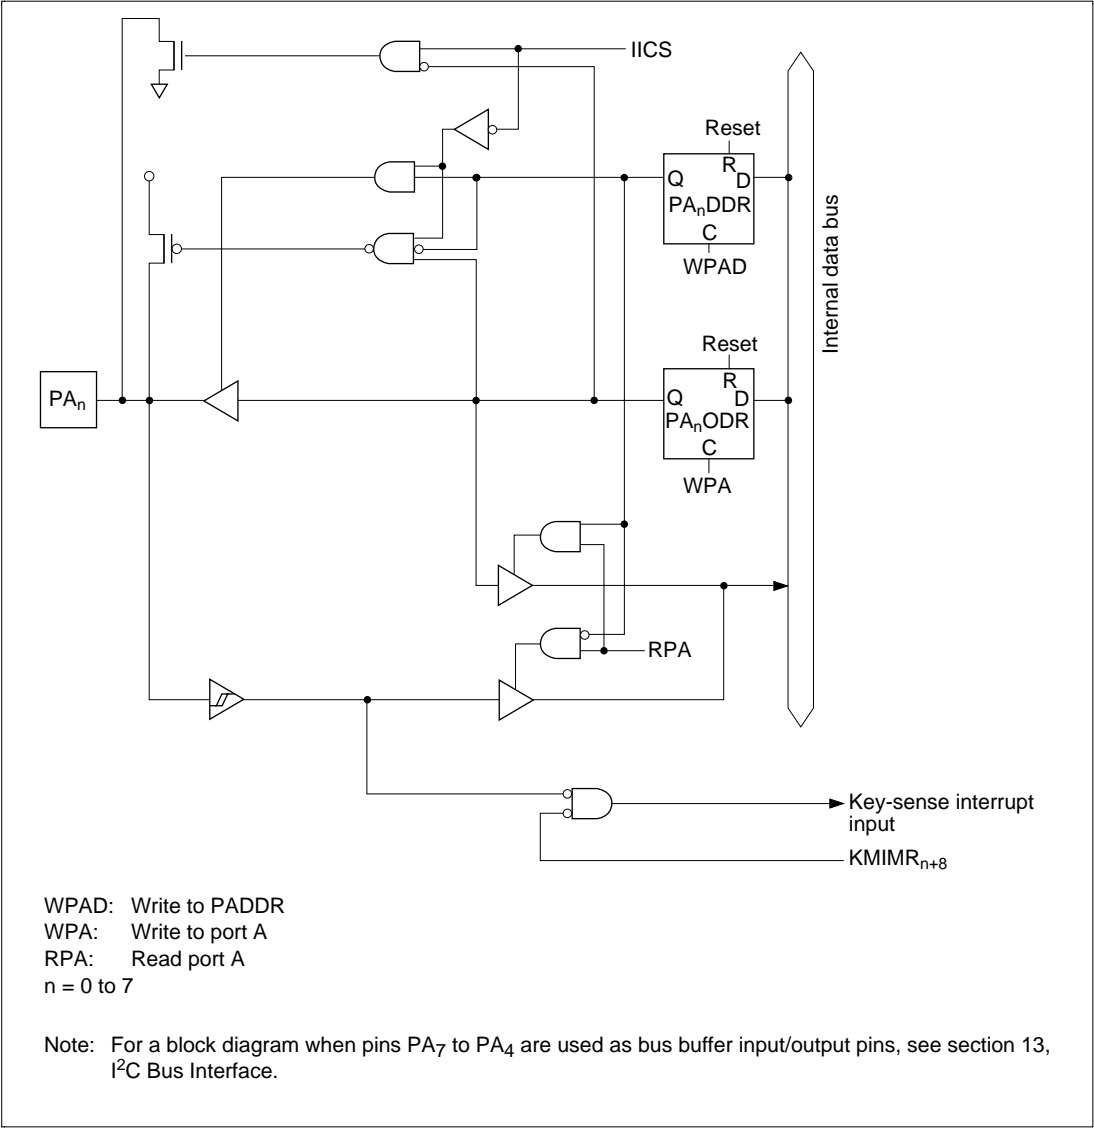 IICS
Reset
R
Q
D
PAnDDR
C
WPAD
Internal data bus
Reset
R
Q
D
PAn
PAnODR
C
WPA
RPA
Key-sense interrupt
input
KMIMRn+8
WPAD: Write to PADDR
WPA: Write to port A
RPA: Read port A
n = 0 to 7
Note: For a block diagram when pins PA7 to PA4 are used as bus buffer input/output pins, see section 13,
I2C Bus Interface.